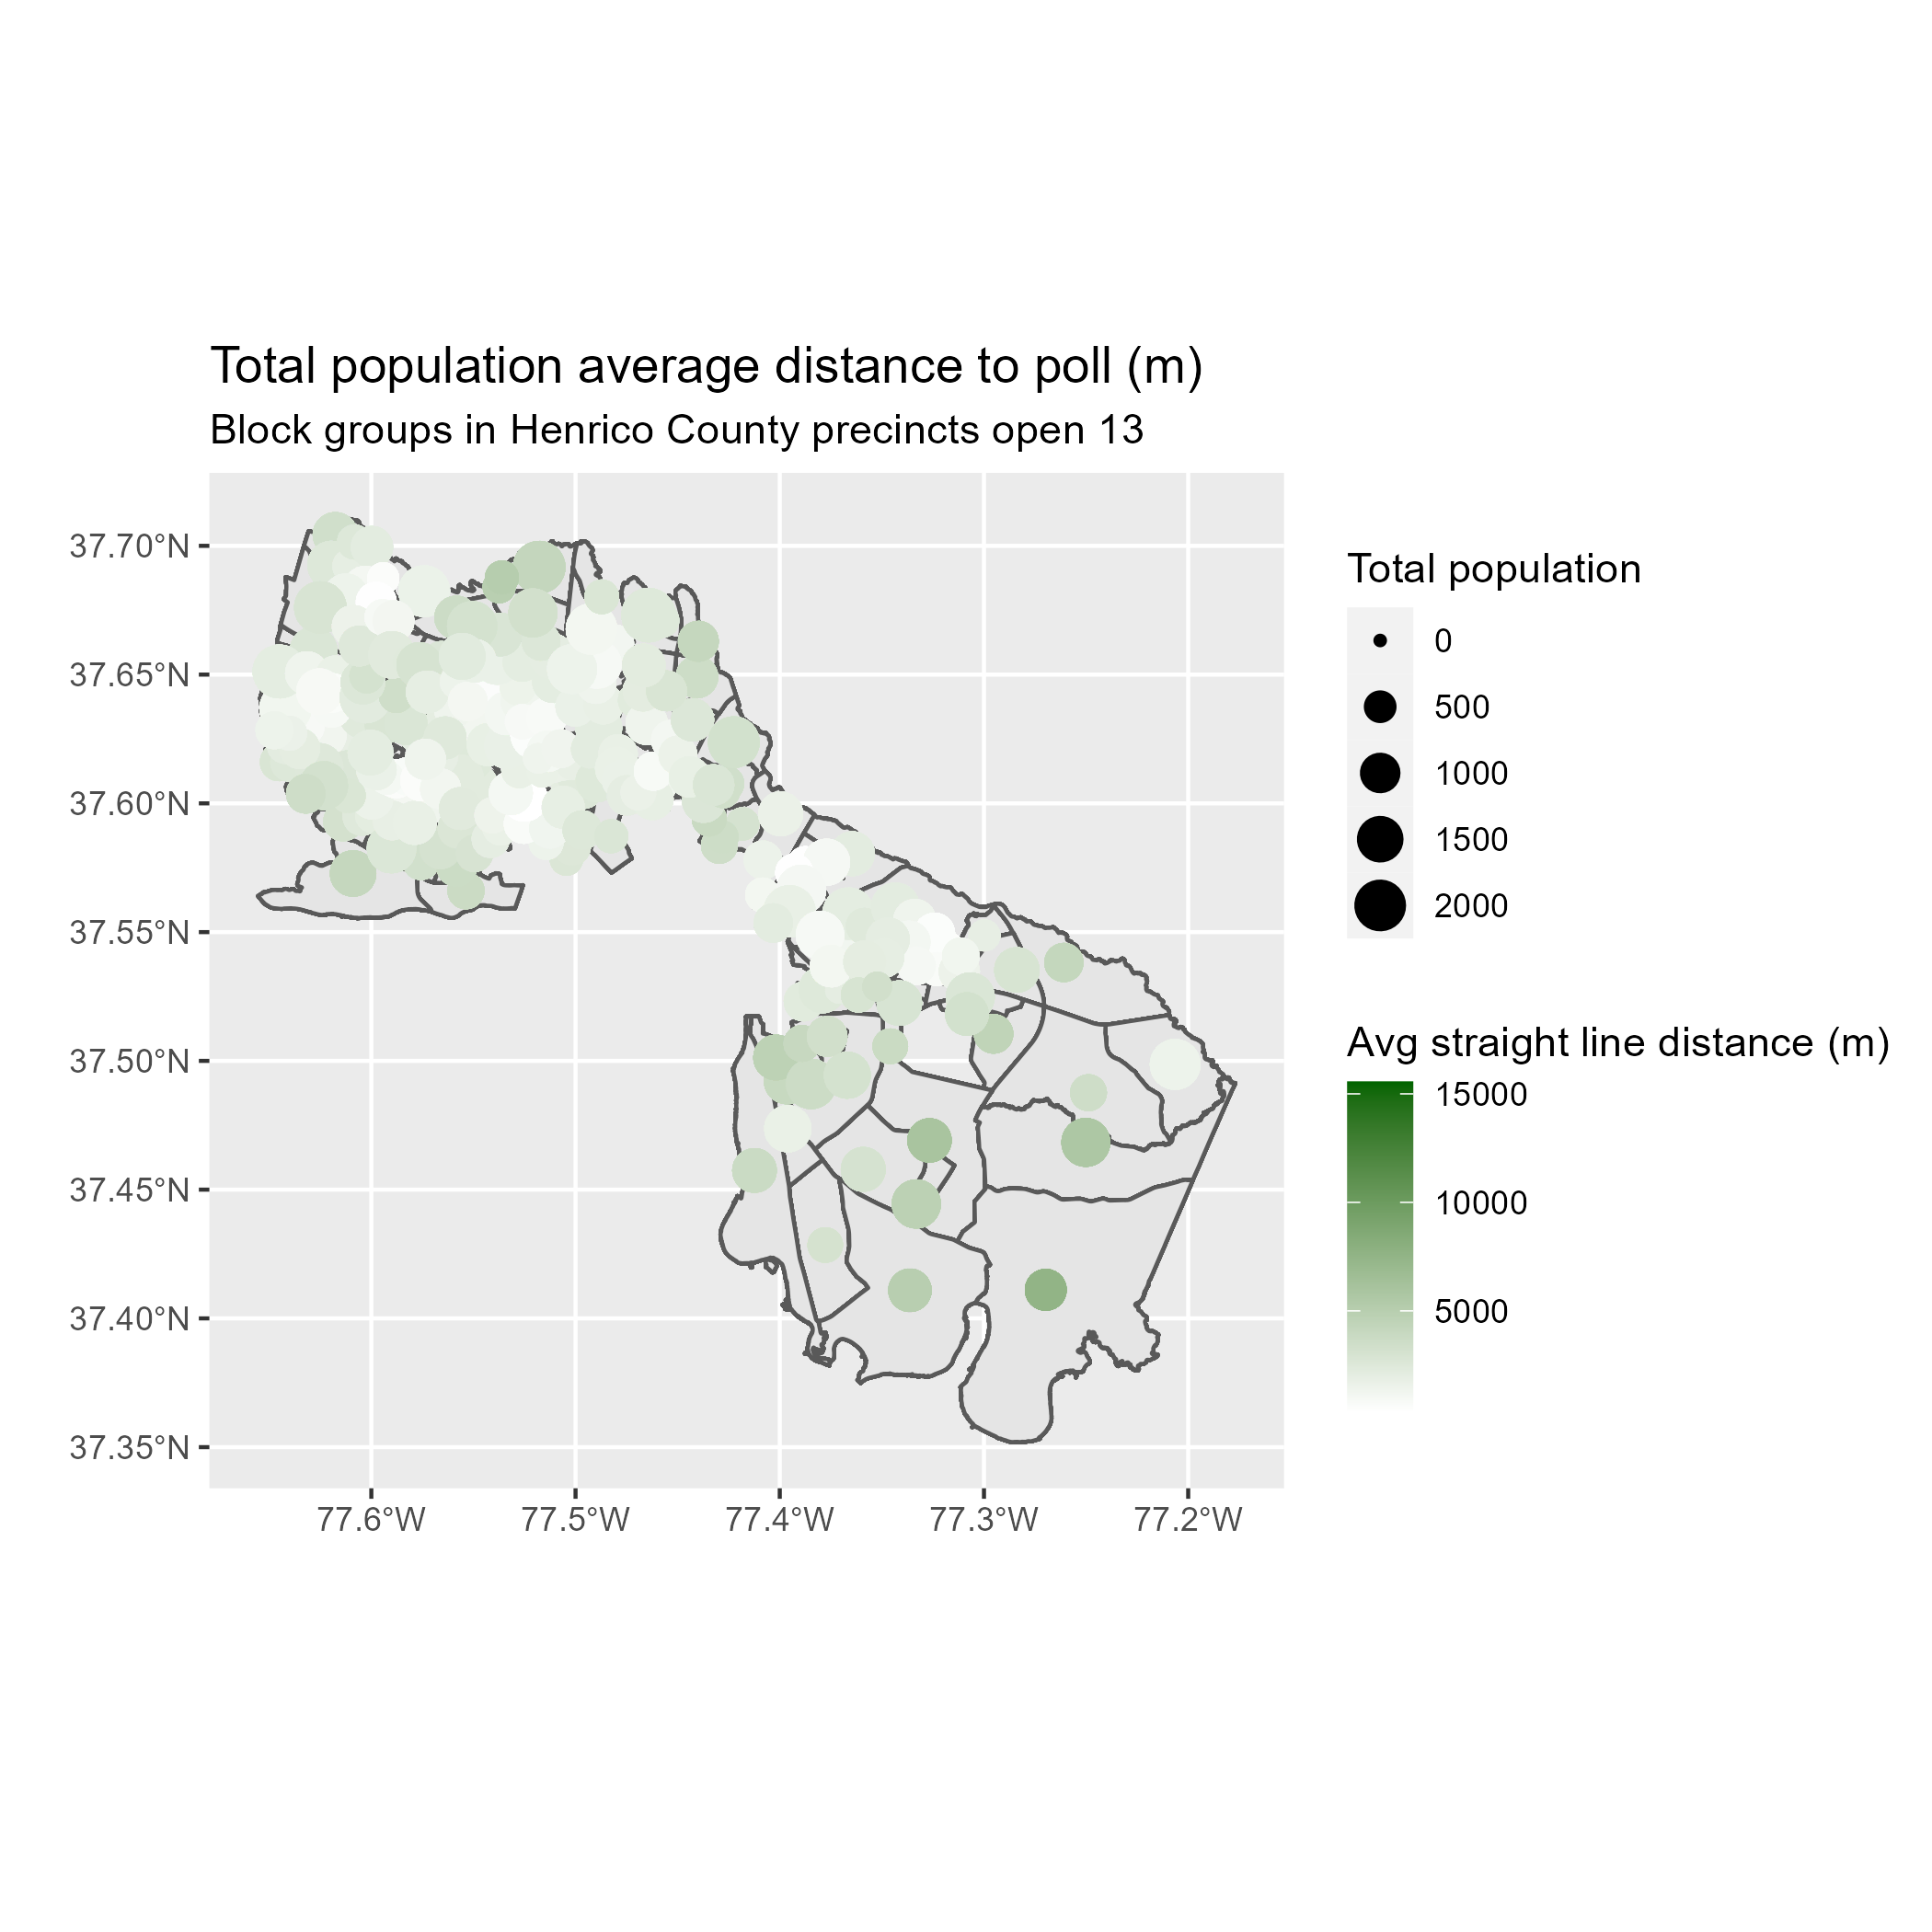 Total population average distance to poll (m)
Block groups in Henrico County precincts open 13
37.70°N
37.65°N
37.60°N
37.55°N
37.50°N
37.45°N
37.40°N
37.35°N
77.6°W
77.5°W
77.4°W
77.3°W
77.2°W
Total population
0
500
1000
1500
2000
Avg straight line distance (m)
15000
10000
5000